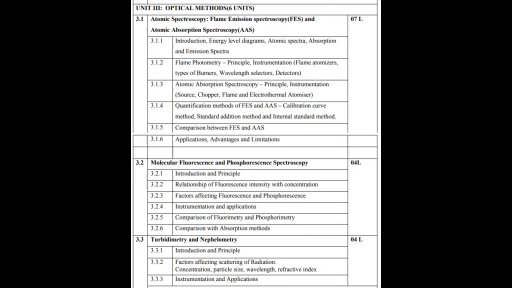 UNIT III: OPTICAL METHODS(6 UNITS)
3.1 Atomic Spectroscopy: Flame Emission spectroscopy(FES) and 07 L
Atomic Absorption Spectroscopy(AAS)
3.1.1 Introduction, Energy level diagrams, Atomic spectra, Absorption
and Emission Spectra
3.1.2 Flame Photometry – Principle, Instrumentation (Flame atomizers,
types of Burners, Wavelength selectors, Detectors)
3.1.3 Atomic Absorption Spectroscopy – Principle, Instrumentation
(Source, Chopper, Flame and Electrothermal Atomiser)
3.1.4 Quantification methods of FES and AAS – Calibration curve
method, Standard addition method and Internal standard method.
3.1.5 Comparison between FES and AAS
3.1.6 Applications, Advantages and Limitations
3.2 Molecular Fluorescence and Phosphorescence Spectroscopy 04L
3.2.1 Introduction and Principle
3.2.2 Relationship of Fluorescence intensity with concentration
3.2.3 Factors affecting Fluorescence and Phosphorescence
3.2.4 Instrumentation and applications
3.2.5 Comparison of Fluorimetry and Phosphorimetry
3.2.6 Comparison with Absorption methods
3.3 Turbidimetry and Nephelometry 04 L
3.3.1 Introduction and Principle
3.3.2 Factors affecting scattering of Radiation:
Concentration, particle size, wavelength, refractive index
3.3.3 Instrumentation and Applications